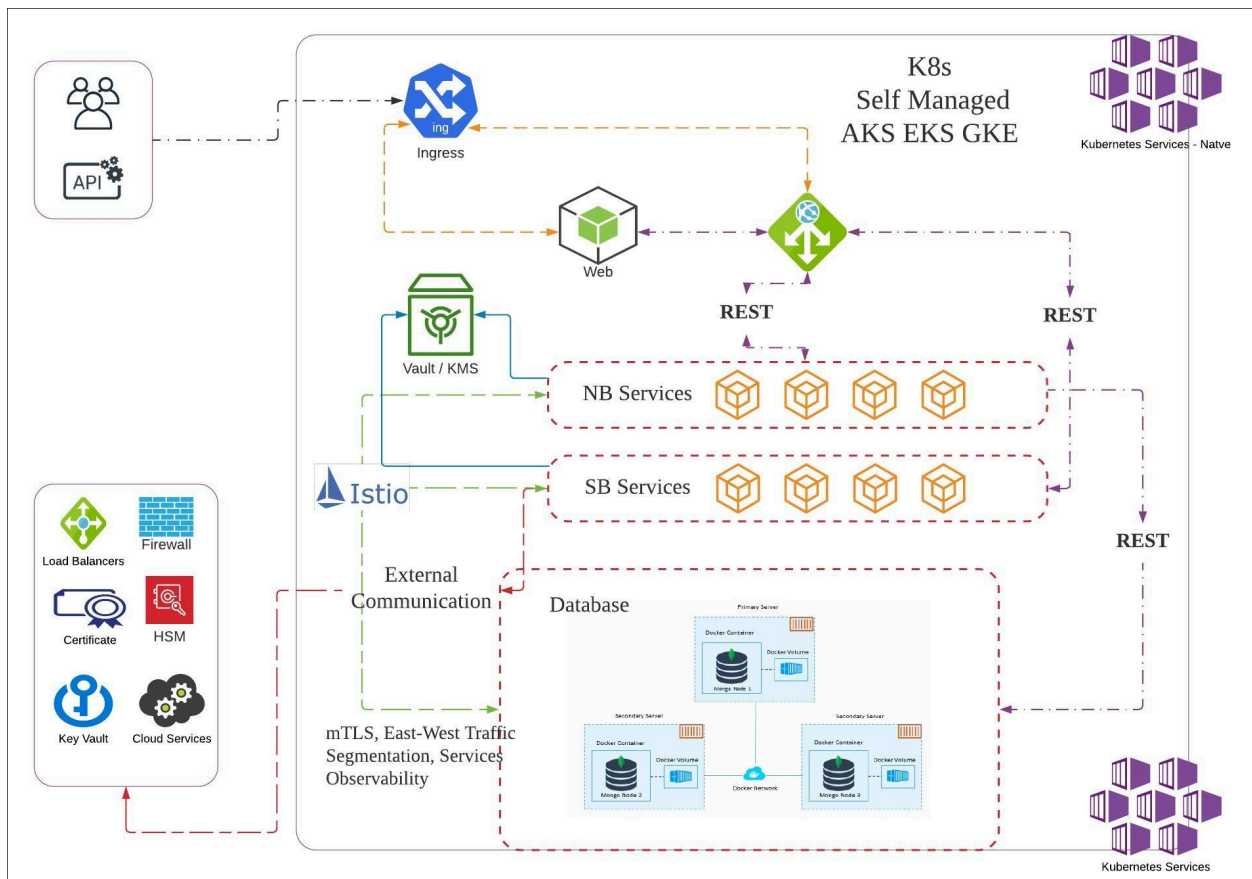 K8s
Self Managed
AKS EKS GKE
Kubernetes Services - Natve
API
ing
Ingress
Web
REST
REST
Vault / KMS
NB Services
Istio
SB Services
REST
Load Balancers
Firewall
Certificate
HSM
Key Vault
Cloud Services
External
Communication
Database
Primary Server
Docker Container
Docker Volume
Mongo Node 1
Secondary Server
Docker Container
Docker Volume
Mongo Node 2
Docker Network
Secondary Server
Docker Container
Docker Volume
Mongo Node 3
mTLS, East-West Traffic
Segmentation, Services
Observability
Kubernetes Services